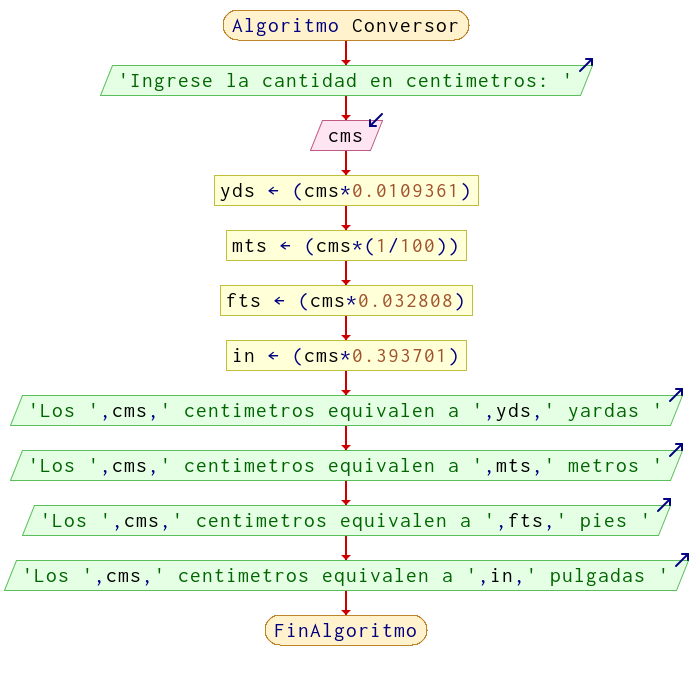 Algoritmo Conversor
'Ingrese la cantidad en centimetros: '
cms
yds ← (cms*0.0109361)
mts ← (cms*(1/100))
fts ← (cms*0.032808)
in ← (cms*0.393701)
'Los ',cms,' centimetros equivalen a ',yds,' yardas '
'Los ',cms,' centimetros equivalen a ',mts,' metros '
'Los ',cms,' centimetros equivalen a ',fts,' pies '
'Los ',cms,' centimetros equivalen a ',in,' pulgadas '
FinAlgoritmo